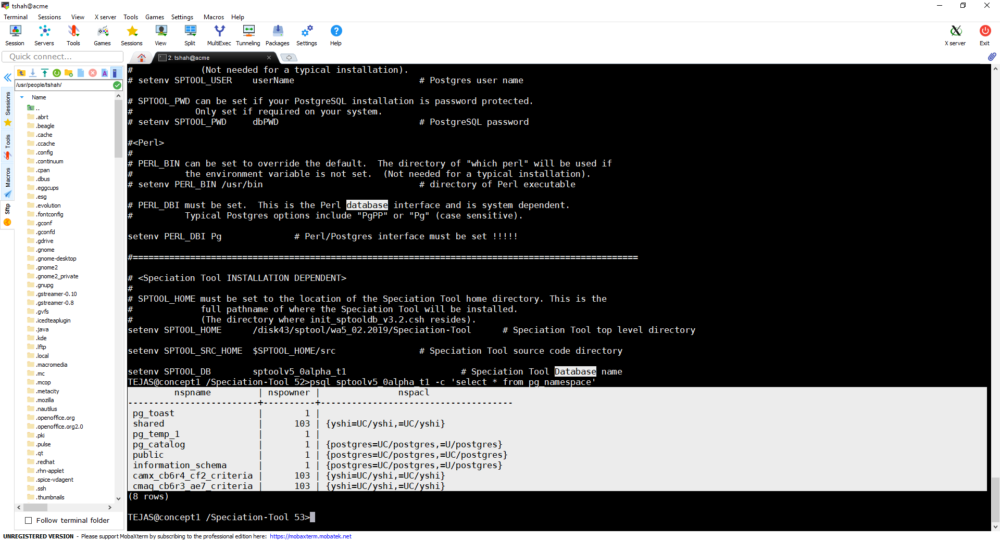 tshah@acme
Terminal Sessions View X server Tools Games Settings Macros Help
Session Servers Tools Games Sessions View Split MultiExec Tunneling Packages Settings Help X server Exit
Quick connect...
2. tshah@acme
/usr/people/tshah/
Sessions
Tools
Macros
Sftp
Name
..
.abrt
.beagle
.cache
.ccache
.config
.continuum
.cpan
.dbus
.eggcups
.esg
.evolution
.fontconfig
.gconf
.gconfd
.gdrive
.gnome
.gnome-desktop
.gnome2
.gnome2_private
.gnupg
.gstreamer-0.10
.gstreamer-0.8
.gvfs
.icedteaplugin
.java
.kde
.lftp
.local
.macromedia
.mc
.mcop
.metacity
.mozilla
.nautilus
.openoffice.org
.openoffice.org2.0
.pki
.pulse
.qt
.redhat
.rhn-applet
.spice-vdagent
.ssh
.thumbnails
Follow terminal folder
#             (Not needed for a typical installation).
# setenv SPTOOL_USER    userName                        # Postgres user name
# SPTOOL_PWD can be set if your PostgreSQL installation is password protected.
#            Only set if required on your system.
# setenv SPTOOL_PWD     dbPWD                           # PostgreSQL password
#<Perl>
#
# PERL_BIN can be set to override the default.  The directory of "which perl" will be used if
#          the environment variable is not set.  (Not needed for a typical installation).
# setenv PERL_BIN /usr/bin                              # directory of Perl executable
# PERL_DBI must be set.  This is the Perl database interface and is system dependent.
#          Typical Postgres options include "PgPP" or "Pg" (case sensitive).
setenv PERL_DBI Pg              # Perl/Postgres interface must be set !!!!!
#=================================================================================================
# <Speciation Tool INSTALLATION DEPENDENT>
#
# SPTOOL_HOME must be set to the location of the Speciation Tool home directory. This is the
#             full pathname of where the Speciation Tool will be installed.
#             (The directory where init_sptooldb_v3.2.csh resides).
setenv SPTOOL_HOME      /disk43/sptool/wa5_02.2019/Speciation-Tool      # Speciation Tool top level directory
setenv SPTOOL_SRC_HOME  $SPTOOL_HOME/src                # Speciation Tool source code directory
setenv SPTOOL_DB        sptoolv5_0alpha_t1                      # Speciation Tool Database name
TEJAS@concept1 /Speciation-Tool 52>psql sptoolv5_0alpha_t1 -c 'select * from pg_namespace'
         nspname         | nspowner |               nspacl
-------------------------+----------+-------------------------------------
 pg_toast                |        1 |
 shared                  |      103 | {yshi=UC/yshi,=UC/yshi}
 pg_temp_1               |        1 |
 pg_catalog              |        1 | {postgres=UC/postgres,=U/postgres}
 public                  |        1 | {postgres=UC/postgres,=UC/postgres}
 information_schema      |        1 | {postgres=UC/postgres,=U/postgres}
 camx_cb6r4_cf2_criteria |      103 | {yshi=UC/yshi,=UC/yshi}
 cmaq_cb6r3_ae7_criteria |      103 | {yshi=UC/yshi,=UC/yshi}
(8 rows)
TEJAS@concept1 /Speciation-Tool 53>
UNREGISTERED VERSION - Please support MobaXterm by subscribing to the professional edition here: https://mobaxterm.mobatek.net